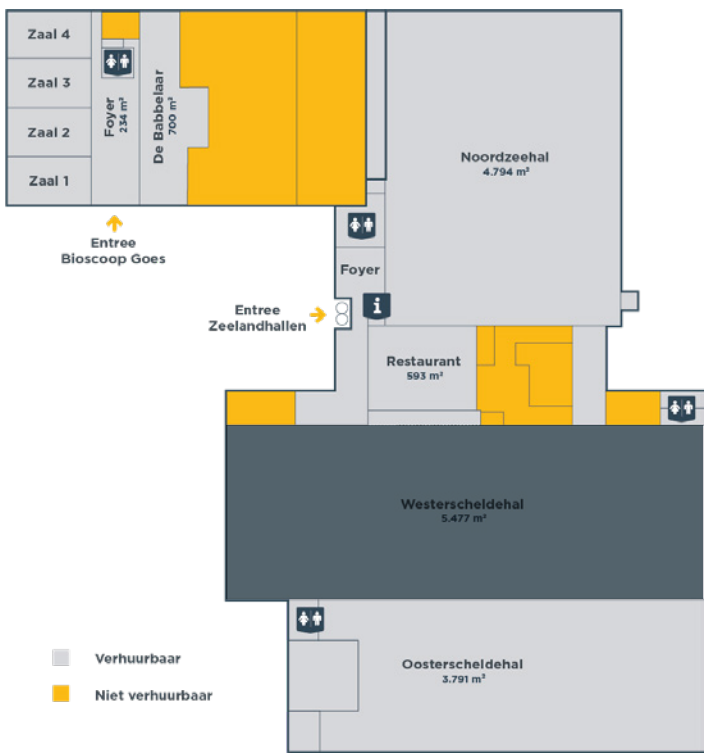 Zaal 4
Zaal 3
Zaal 2
Zaal 1
Foyer
234 m²
De Babbelaar
700 m²
Noordzeehal
4.794 m²
Entree
Bioscoop Goes
Foyer
i
Entree
Zeelandhallen
Restaurant
593 m²
Westerscheldehal
5.477 m²
Oosterscheldehal
3.791 m²
Verhuurbaar
Niet verhuurbaar